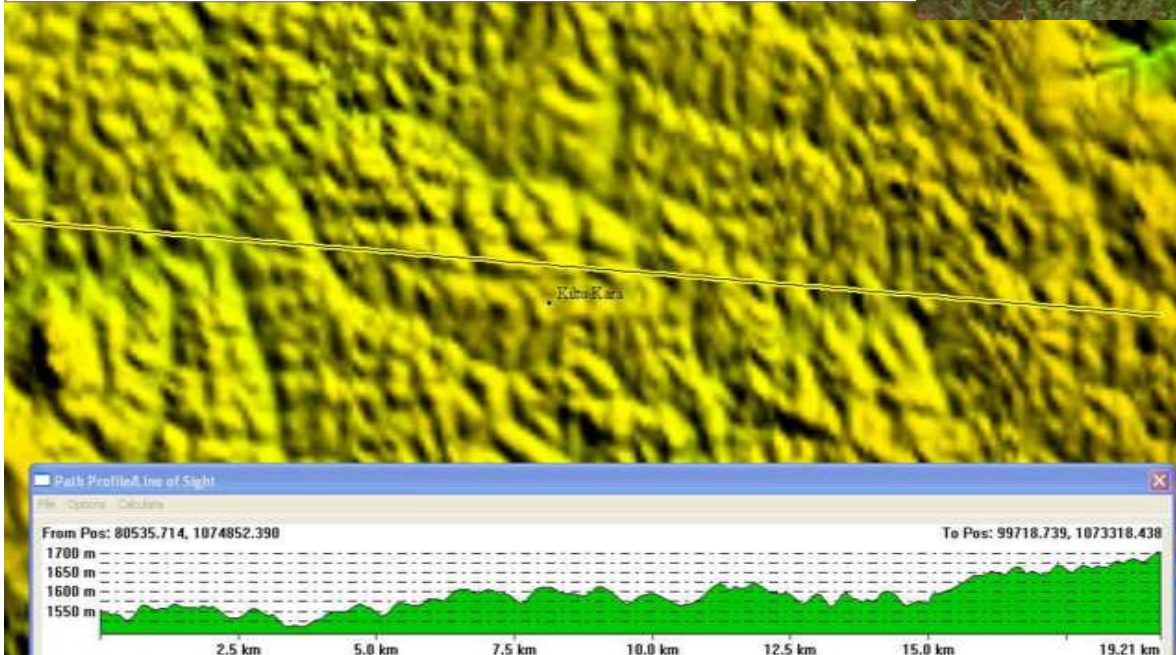 Path Profile/Line of Sight
File Options Calculate
From Pos: 80535.714, 1074852.390 To Pos: 99718.739, 1073318.438
1700 m
1650 m
1600 m
1550 m
2.5 km 5.0 km 7.5 km 10.0 km 12.5 km 15.0 km 19.21 km